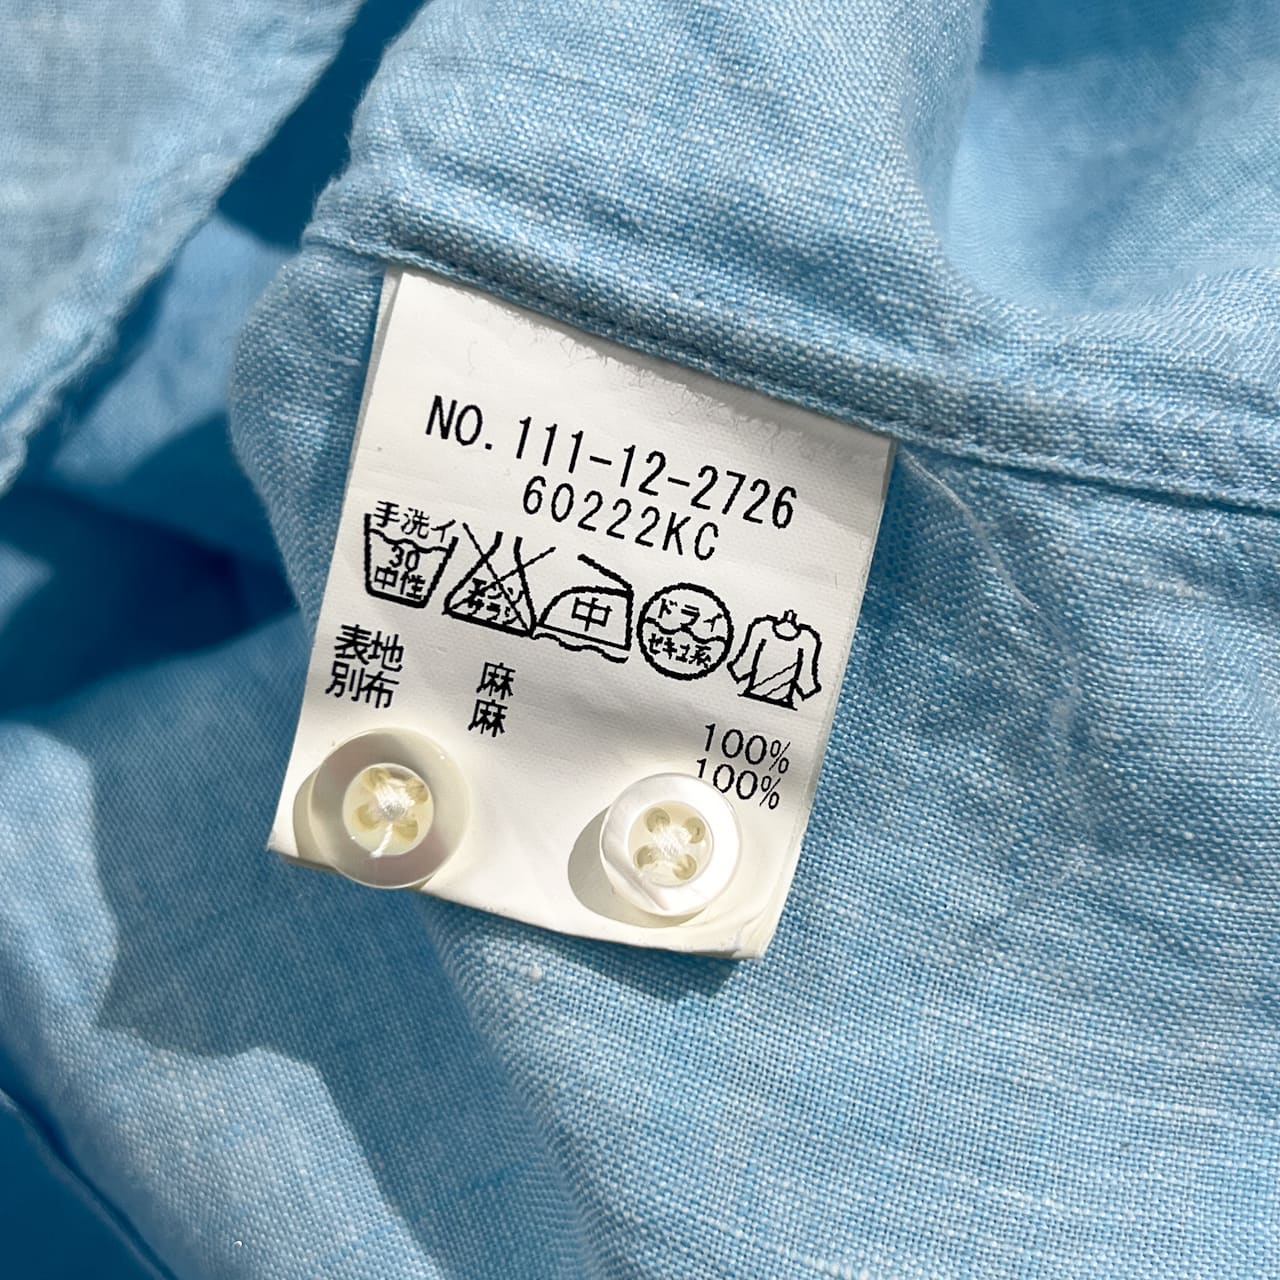 NO. 111-12-2726
60222KC
手洗イ
30
中性
エンソ
サラシ
中
ドライ
セキユ系
表地 麻 100%
別布 麻 100%